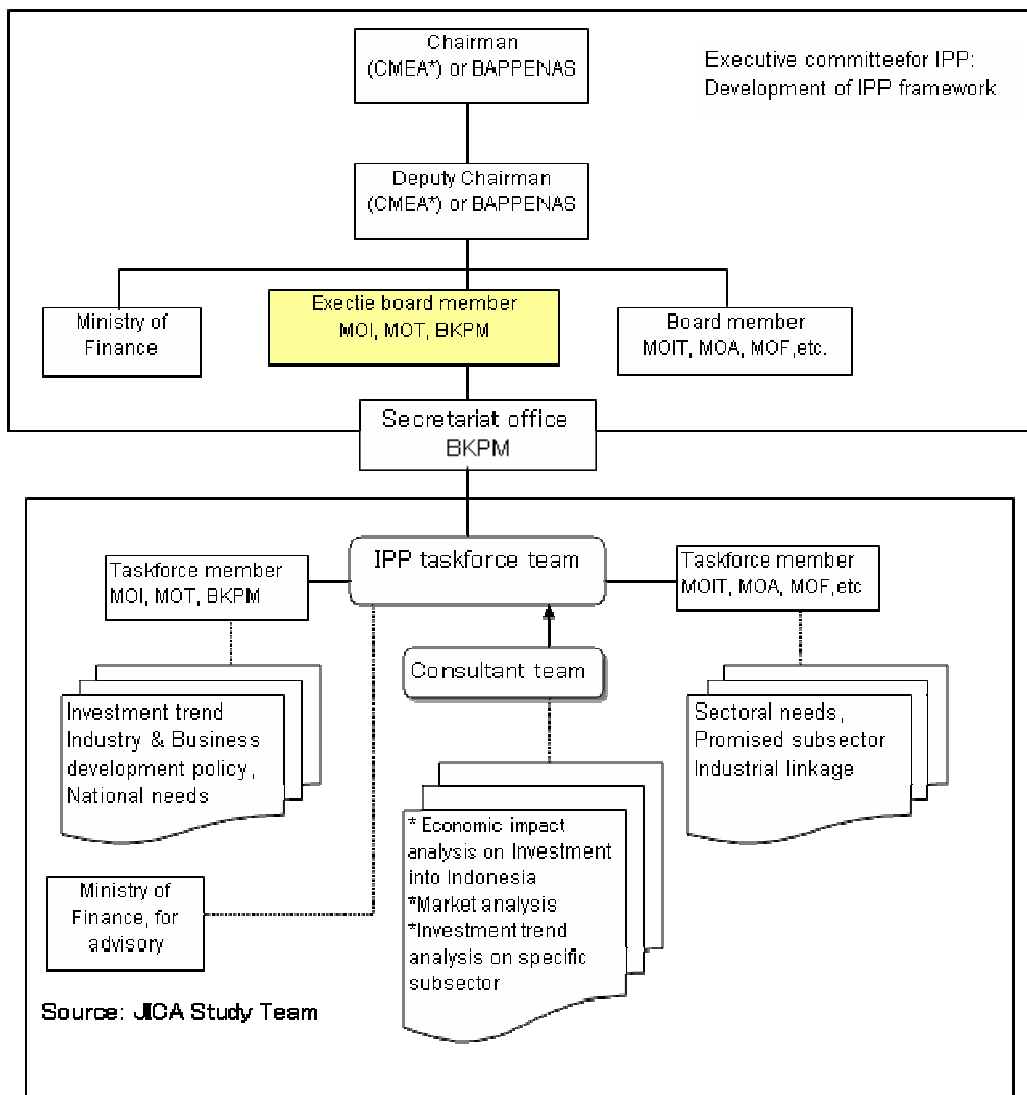 Chairman
(CMEA*) or BAPPENAS
Executive committeefor IPP:
Development of IPP framework
Deputy Chairman
(CMEA*) or BAPPENAS
Ministry of
Finance
Exectie board member
MOI, MOT, BKPM
Board member
MOIT, MOA, MOF,etc.
Secretariat office
BKPM
IPP taskforce team
Taskforce member
MOI, MOT, BKPM
Taskforce member
MOIT, MOA, MOF,etc
Consultant team
Investment trend
Industry & Business
development policy,
National needs
Sectoral needs,
Promised subsector
Industrial linkage
* Economic impact
analysis on Investment
into Indonesia
*Market analysis
*Investment trend
analysis on specific
subsector
Ministry of
Finance, for
advisory
Source: JICA Study Team